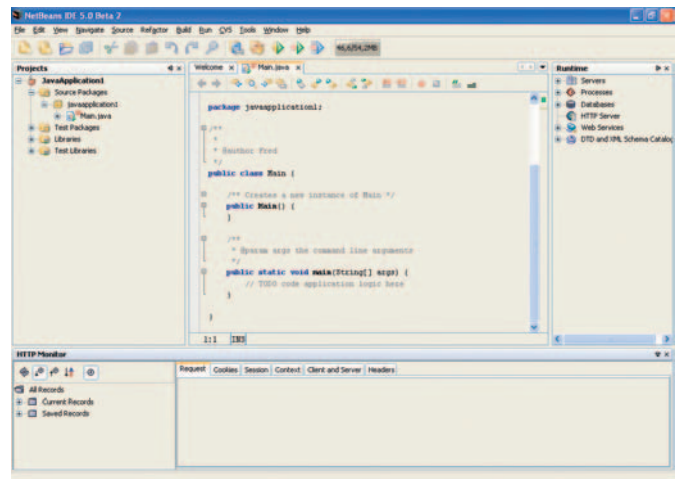 NetBeans IDE 5.0 Beta 2
File Edit View Navigate Source Refactor Build Run CVS Tools Window Help
46,6/54,2MB
Projects
JavaApplication1
Source Packages
javaapplication1
Main.java
Test Packages
Libraries
Test Libraries
Welcome
Main.java
package javaapplication1;
/**
*
* @author Fred
*/
public class Main {
/** Creates a new instance of Main */
public Main() {
}
/**
* @param args the command line arguments
*/
public static void main(String[] args) {
// TODO code application logic here
}
}
1:1 INS
Runtime
Servers
Processes
Databases
HTTP Server
Web Services
DTD and XML Schema Catalog
HTTP Monitor
All Records
Current Records
Saved Records
Request Cookies Session Context Client and Server Headers